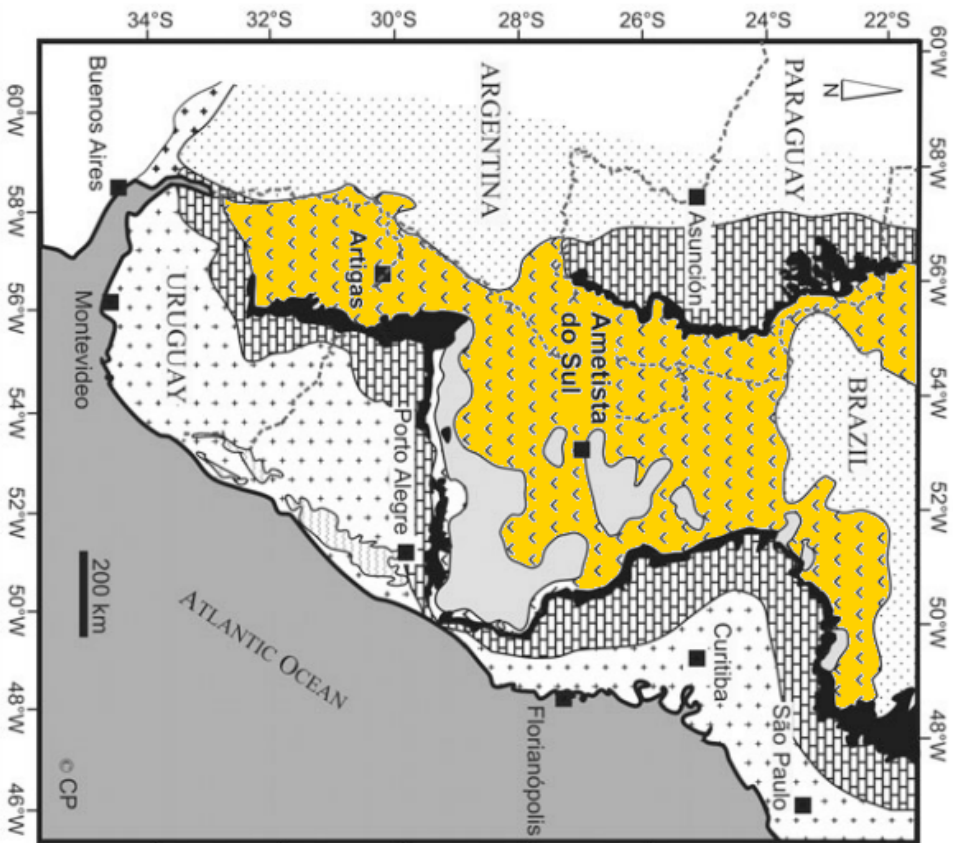 60°W
58°W
56°W
54°W
52°W
50°W
48°W
22°S
24°S
26°S
28°S
30°S
32°S
34°S
N
PARAGUAY
BRAZIL
São Paulo
Asunción
Curitiba
Ametista
do Sul
Florianópolis
ARGENTINA
Artigas
Porto Alegre
ATLANTIC OCEAN
URUGUAY
Buenos Aires
Montevideo
200 km
© CP
60°W
58°W
56°W
54°W
52°W
50°W
48°W
46°W